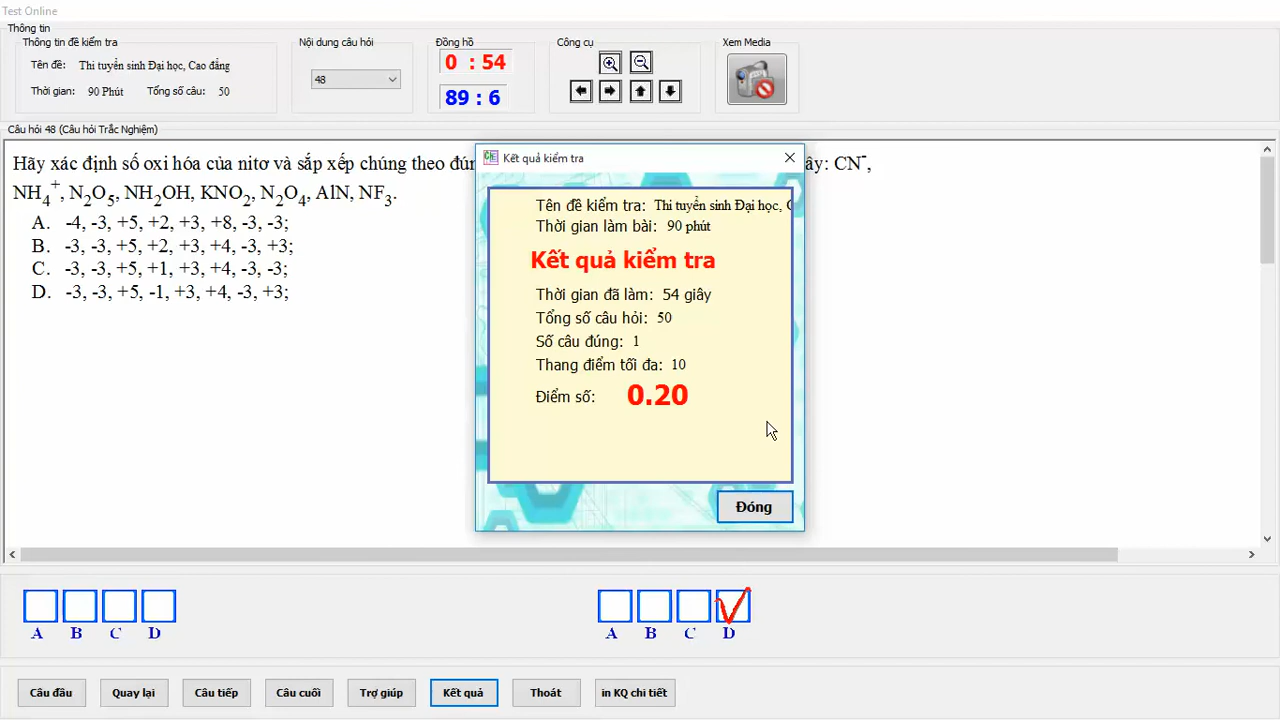 Test Online
Thông tin
Thông tin đề kiểm tra
Tên đề: Thi tuyển sinh Đại học, Cao đẳng
Thời gian: 90 Phút Tổng số câu: 50
Nội dung câu hỏi
48
Đồng hồ
0 : 54
89 : 6
Công cụ
Xem Media
Câu hỏi 48 (Câu hỏi Trắc Nghiệm)
Hãy xác định số oxi hóa của nitơ và sắp xếp chúng theo đún ây: CN⁻,
NH₄⁺, N₂O₅, NH₂OH, KNO₂, N₂O₄, AlN, NF₃.
A. -4, -3, +5, +2, +3, +8, -3, -3;
B. -3, -3, +5, +2, +3, +4, -3, +3;
C. -3, -3, +5, +1, +3, +4, -3, -3;
D. -3, -3, +5, -1, +3, +4, -3, +3;
Kết quả kiểm tra
Tên đề kiểm tra: Thi tuyển sinh Đại học, C
Thời gian làm bài: 90 phút
Kết quả kiểm tra
Thời gian đã làm: 54 giây
Tổng số câu hỏi: 50
Số câu đúng: 1
Thang điểm tối đa: 10
Điểm số: 0.20
Đóng
A B C D
A B C D
Câu đầu Quay lại Câu tiếp Câu cuối Trợ giúp Kết quả Thoát in KQ chi tiết